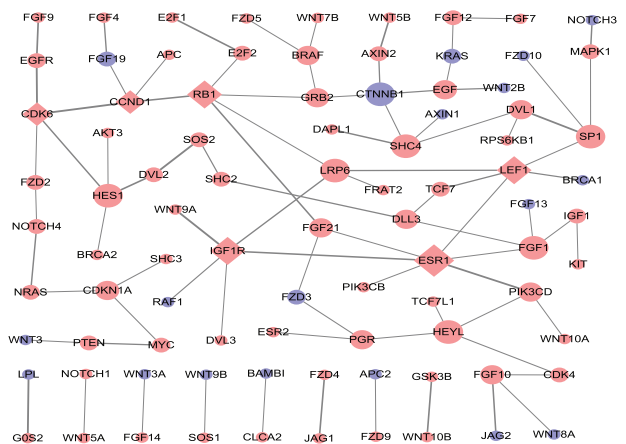 FGF9
FGF4
E2F1
FZD5
WNT7B
WNT5B
FGF12
FGF7
NOTCH3
EGFR
FGF19
APC
E2F2
BRAF
AXIN2
KRAS
FZD10
MAPK1
CDK6
CCND1
RB1
GRB2
CTNNB1
EGF
WNT2B
DVL1
AKT3
SOS2
DAPL1
AXIN1
SHC4
RPS6KB1
SP1
DVL2
SHC2
LRP6
FRAT2
TCF7
LEF1
BRCA1
FZD2
HES1
WNT9A
DLL3
FGF13
IGF1
NOTCH4
FGF21
BRCA2
IGF1R
ESR1
FGF1
KIT
SHC3
NRAS
CDKN1A
RAF1
FZD3
PIK3CB
PIK3CD
TCF7L1
WNT3
PTEN
MYC
DVL3
ESR2
PGR
HEYL
WNT10A
LPL
NOTCH1
WNT3A
WNT9B
BAMBI
FZD4
APC2
GSK3B
FGF10
CDK4
G0S2
WNT5A
FGF14
SOS1
CLCA2
JAG1
FZD9
WNT10B
JAG2
WNT8A